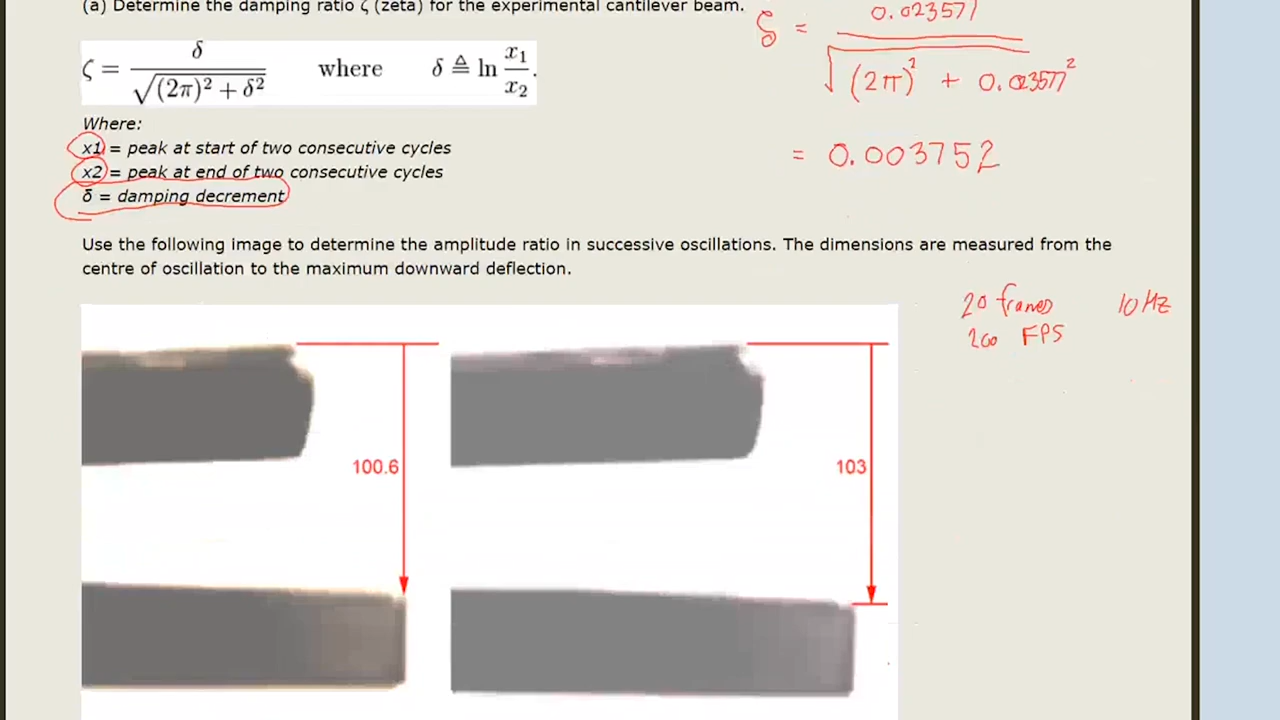 (a) Determine the damping ratio ζ (zeta) for the experimental cantilever beam.
ζ = δ / √((2π)² + δ²) where δ ≜ ln x₁/x₂.
Where:
x1 = peak at start of two consecutive cycles
x2 = peak at end of two consecutive cycles
δ = damping decrement
ζ = 0.023577 / √((2π)² + 0.023577²)
= 0.003752
Use the following image to determine the amplitude ratio in successive oscillations. The dimensions are measured from the
centre of oscillation to the maximum downward deflection.
20 frames 10 Hz
200 FPS
100.6
103